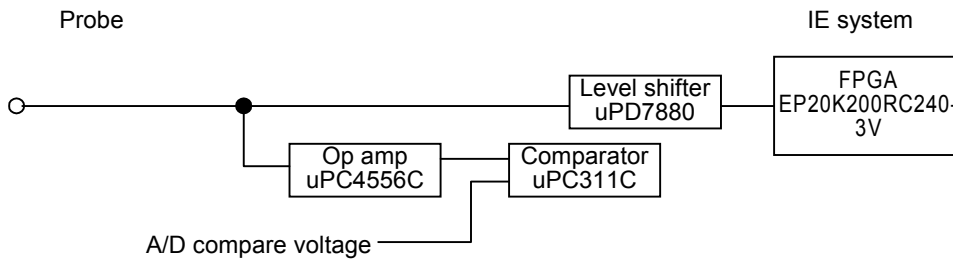 Probe
IE system
Level shifter
uPD7880
FPGA
EP20K200RC240-
3V
Op amp
uPC4556C
Comparator
uPC311C
A/D compare voltage